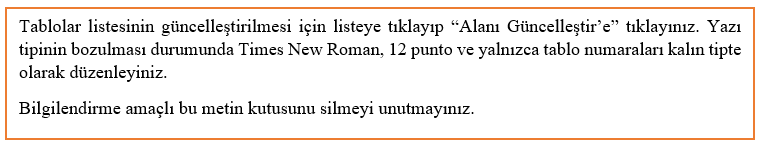 Tablolar listesinin güncelleştirilmesi için listeye tıklayıp “Alanı Güncelleştir’e” tıklayınız. Yazı
tipinin bozulması durumunda Times New Roman, 12 punto ve yalnızca tablo numaraları kalın tipte
olarak düzenleyiniz.
Bilgilendirme amaçlı bu metin kutusunu silmeyi unutmayınız.